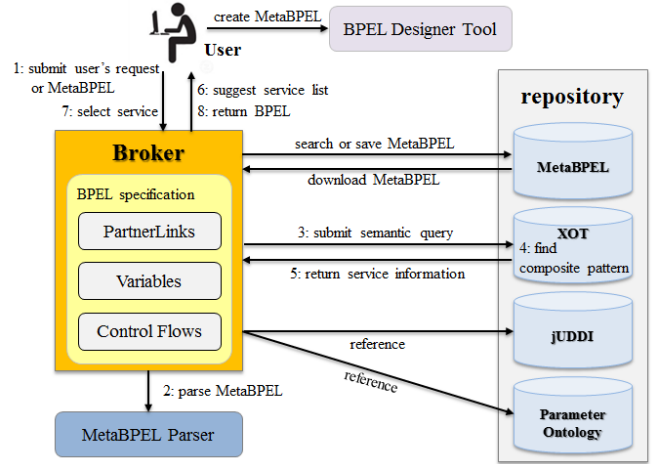 create MetaBPEL
BPEL Designer Tool
User
1: submit user's request
or MetaBPEL
7: select service
6: suggest service list
8: return BPEL
repository
Broker
search or save MetaBPEL
MetaBPEL
download MetaBPEL
BPEL specification
PartnerLinks
3: submit semantic query
XOT
4: find
composite pattern
5: return service information
Variables
Control Flows
reference
jUDDI
reference
2: parse MetaBPEL
Parameter
Ontology
MetaBPEL Parser